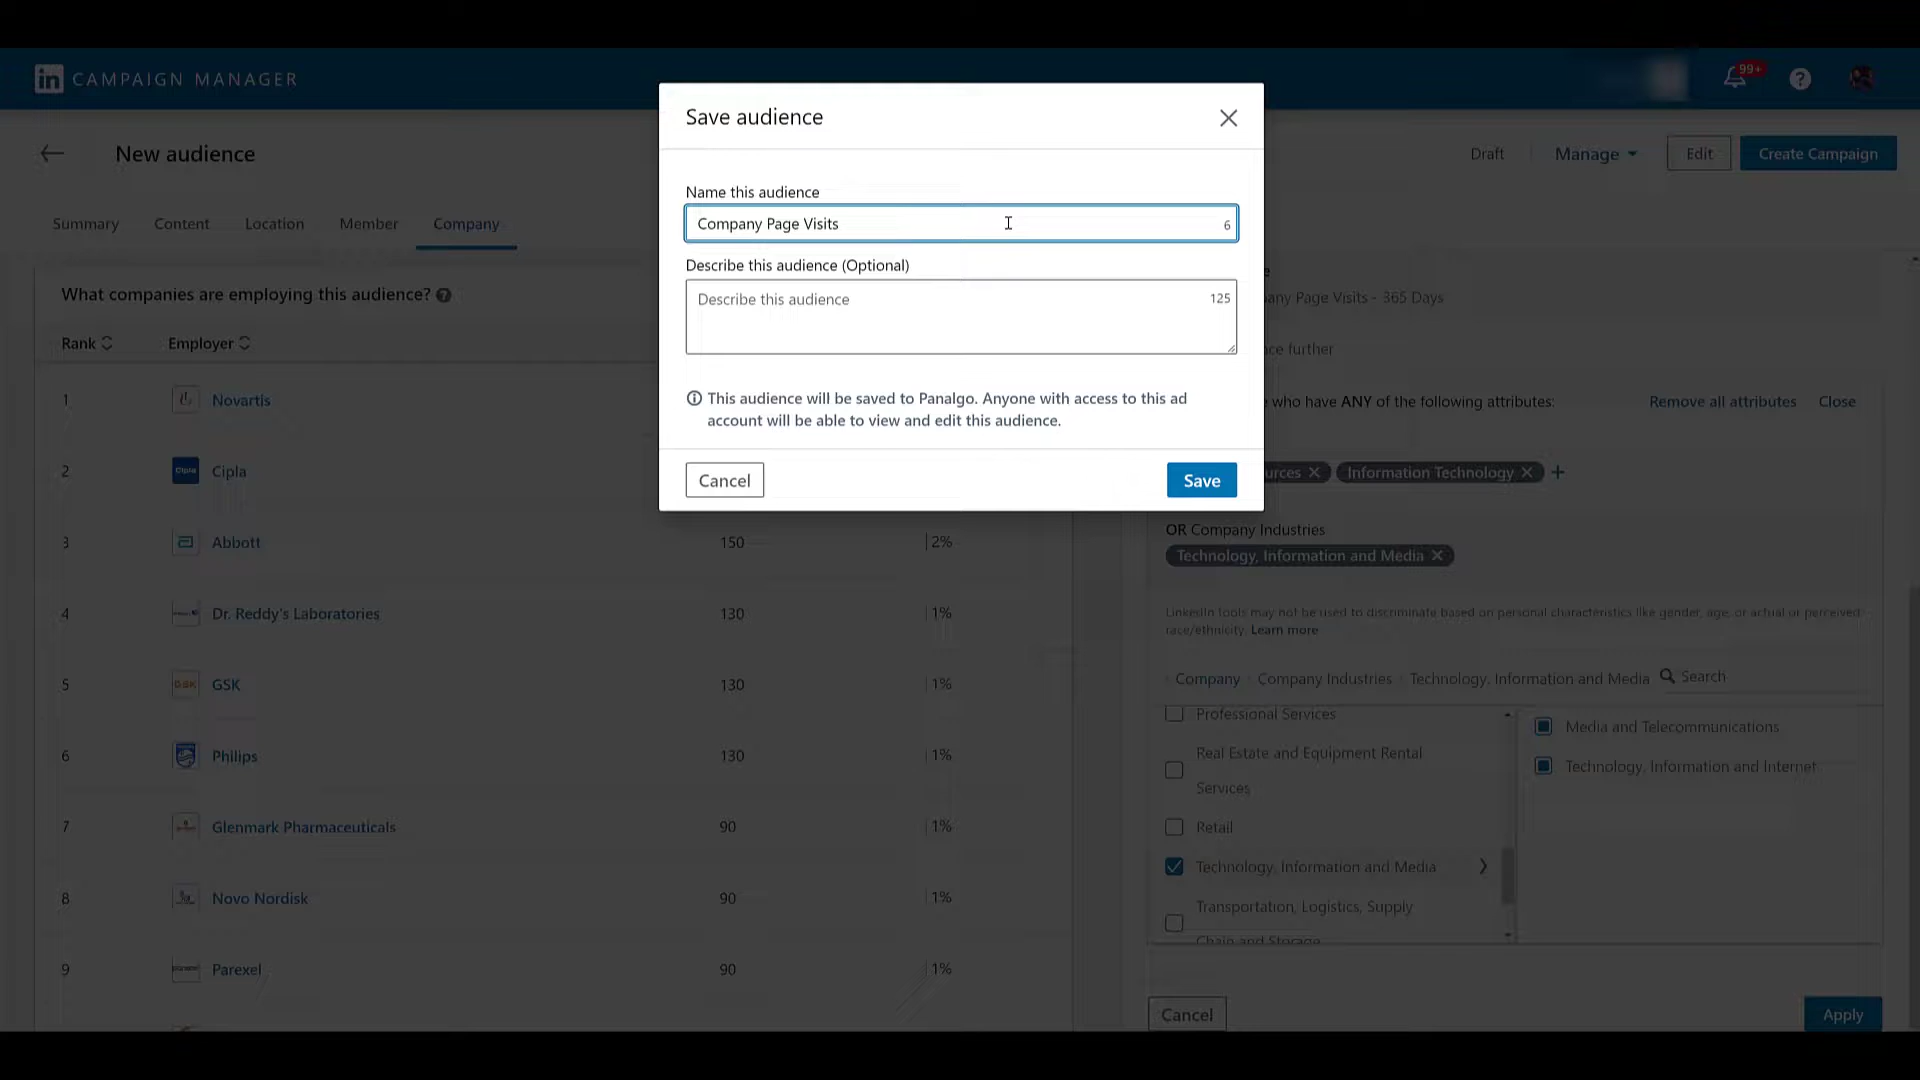 in CAMPAIGN MANAGER
99+
?
New audience
Draft
Manage
Edit
Create Campaign
Summary
Content
Location
Member
Company
Save audience
Name this audience
Company Page Visits
6
Describe this audience (Optional)
Describe this audience
125
This audience will be saved to Panalgo. Anyone with access to this ad
account will be able to view and edit this audience.
Cancel
Save
What companies are employing this audience? ?
Rank
Employer
1 Novartis
2 Cipla Cipla
3 Abbott 150 2%
4 Dr. Reddy's Laboratories 130 1%
5 GSK GSK 130 1%
6 Philips 130 1%
7 Glenmark Pharmaceuticals 90 1%
8 Novo Nordisk 90 1%
9 Parexel 90 1%
any Page Visits - 365 Days
ce further
who have ANY of the following attributes:
Remove all attributes
Close
urces
Information Technology
OR Company Industries
Technology, Information and Media
LinkedIn tools may not be used to discriminate based on personal characteristics like gender, age, or actual or perceived
race/ethnicity. Learn more
Company
Company Industries
Technology, Information and Media
Search
Professional Services
Real Estate and Equipment Rental
Services
Retail
Technology, Information and Media
Transportation, Logistics, Supply
Chain and Storage
Media and Telecommunications
Technology, Information and Internet
Cancel
Apply